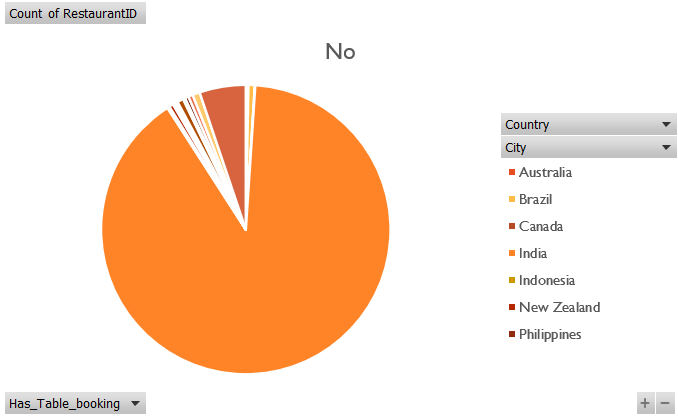 Count of RestaurantID
No
Country
City
Australia
Brazil
Canada
India
Indonesia
New Zealand
Philippines
Has_Table_booking
+ −